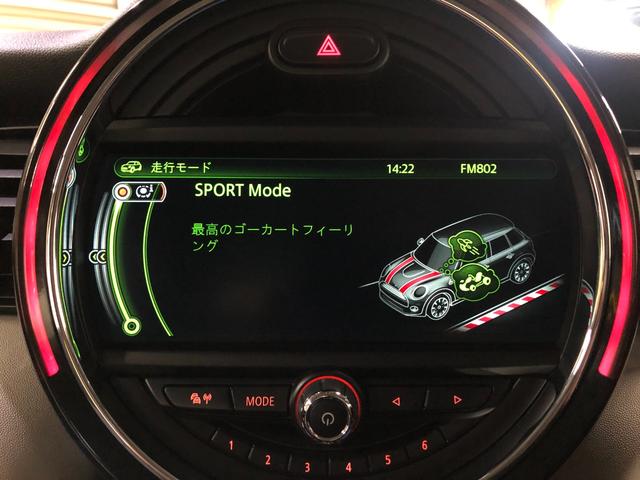 走行モード 14:22 FM802
SPORT Mode
最高のゴーカートフィーリ
ング
MODE
1 2 3 4 5 6